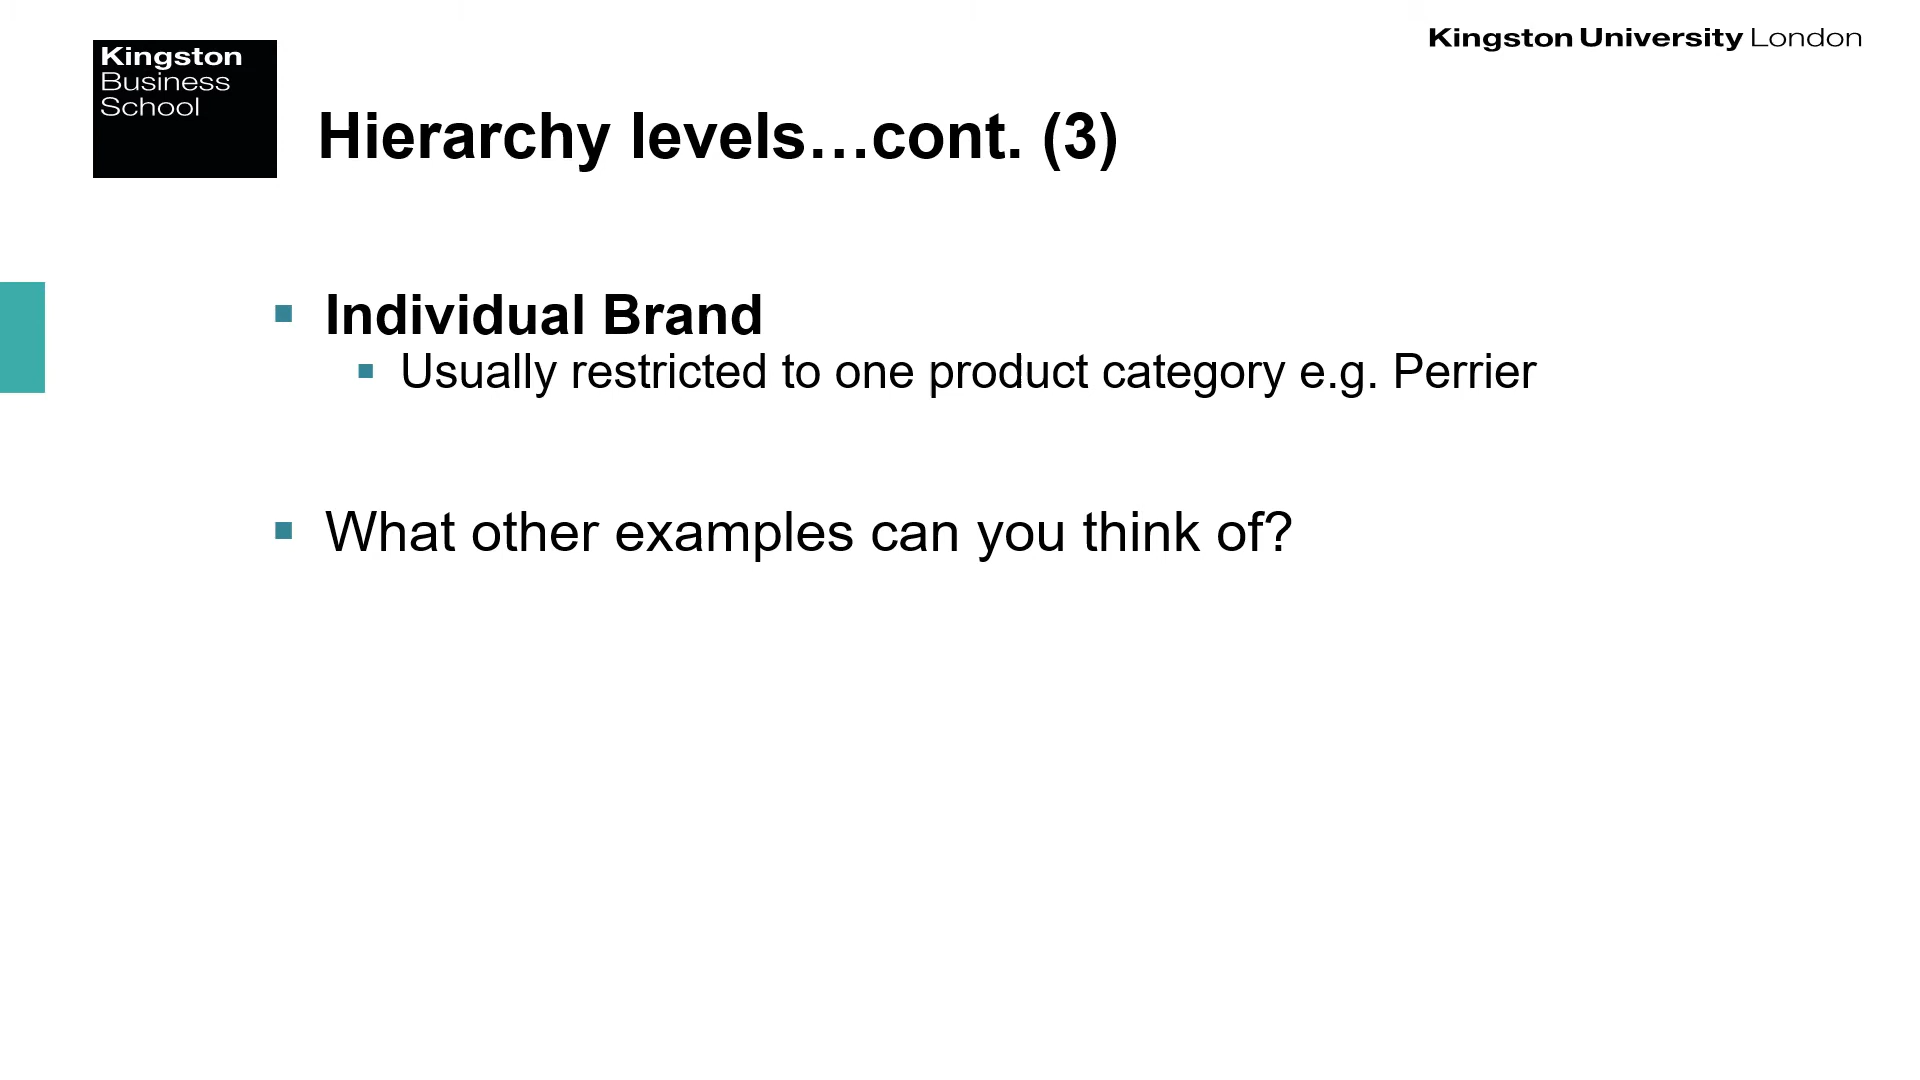 Kingston University London
Kingston
Business
School
Hierarchy levels…cont. (3)
Individual Brand
Usually restricted to one product category e.g. Perrier
What other examples can you think of?